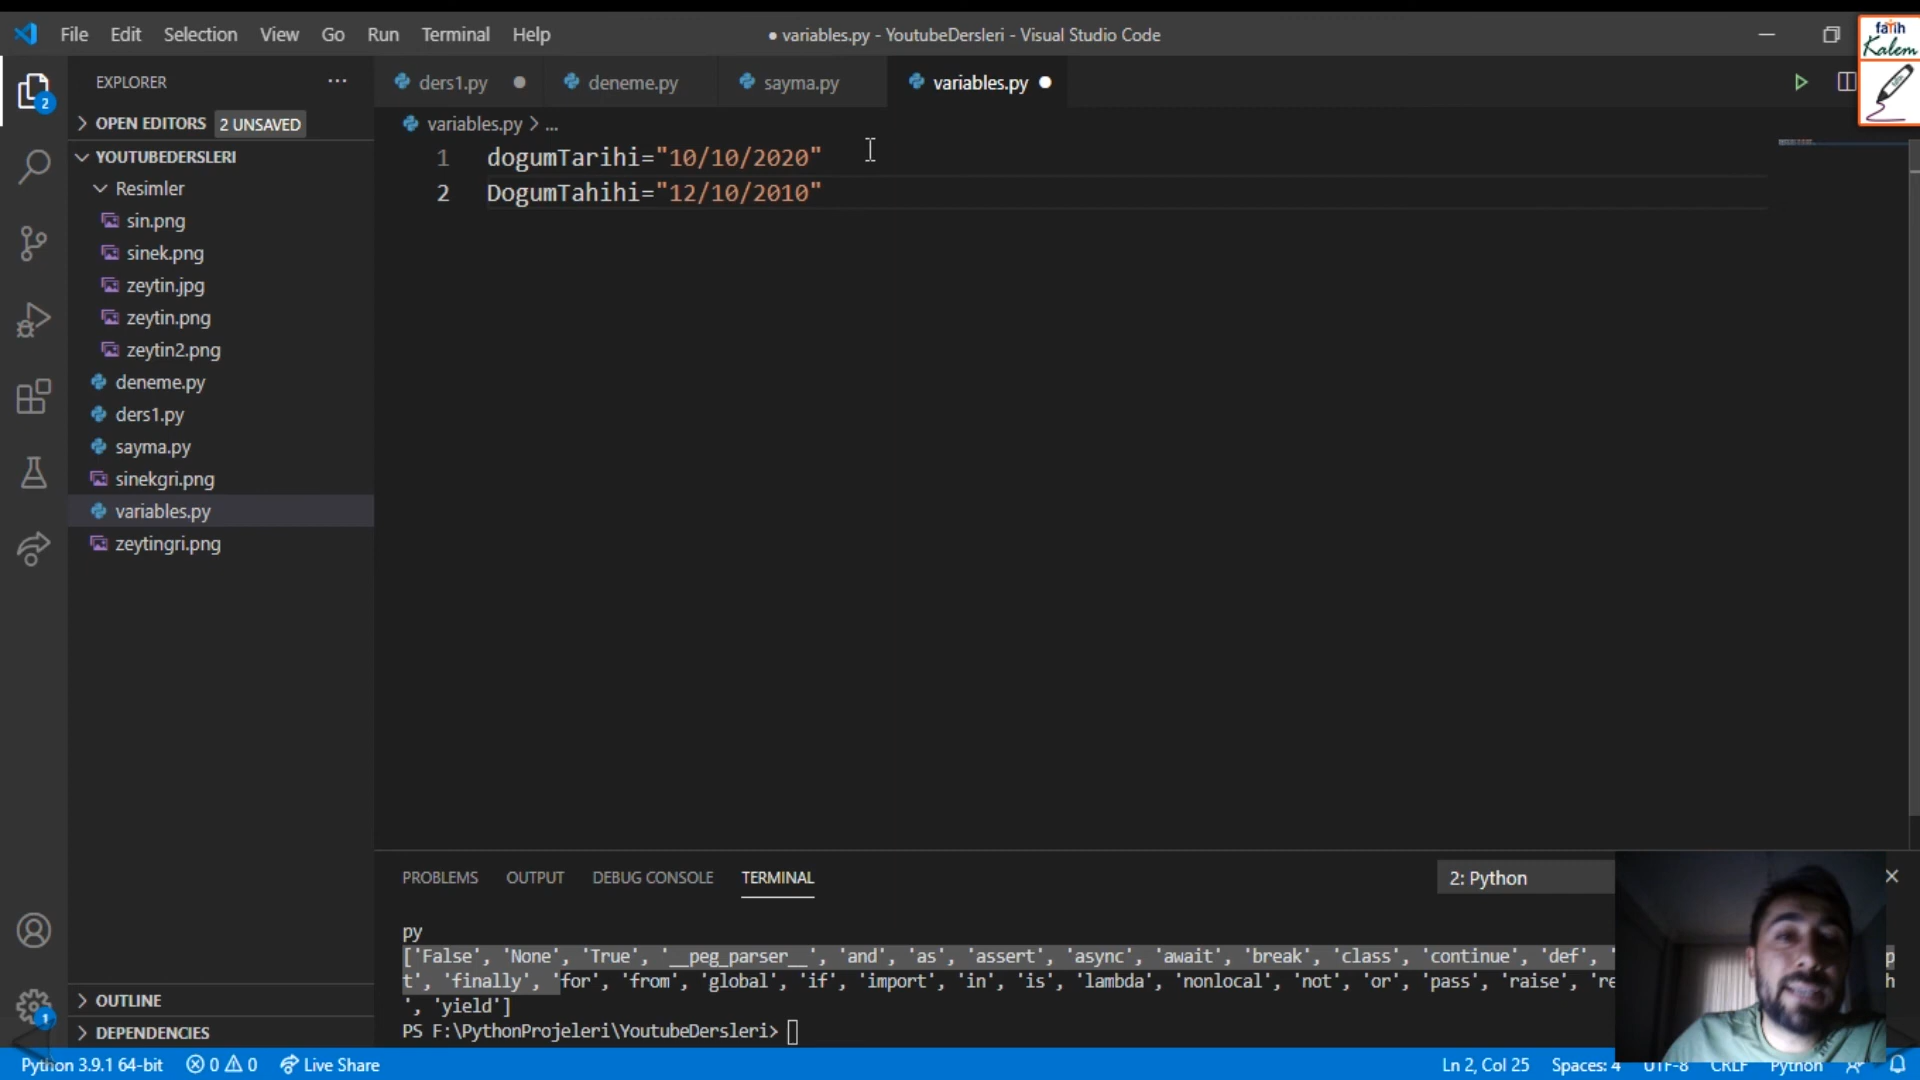 File Edit Selection View Go Run Terminal Help
● variables.py - YoutubeDersleri - Visual Studio Code
fatih
Kalem
EXPLORER ...
ders1.py
deneme.py
sayma.py
variables.py
2
OPEN EDITORS 2 UNSAVED
variables.py > ...
YOUTUBEDERSLERI
1 dogumTarihi="10/10/2020"
2 DogumTahihi="12/10/2010"
Resimler
sin.png
sinek.png
zeytin.jpg
zeytin.png
zeytin2.png
deneme.py
ders1.py
sayma.py
sinekgri.png
variables.py
zeytingri.png
PROBLEMS OUTPUT DEBUG CONSOLE TERMINAL
2: Python
py
['False', 'None', 'True', '__peg_parser__', 'and', 'as', 'assert', 'async', 'await', 'break', 'class', 'continue', 'def', '
t', 'finally', 'for', 'from', 'global', 'if', 'import', 'in', 'is', 'lambda', 'nonlocal', 'not', 'or', 'pass', 'raise', 're
', 'yield']
PS F:\PythonProjeleri\YoutubeDersleri>
OUTLINE
1
DEPENDENCIES
Python 3.9.1 64-bit 0 0 Live Share
Ln 2, Col 25 Spaces: 4 UTF-8 CRLF Python